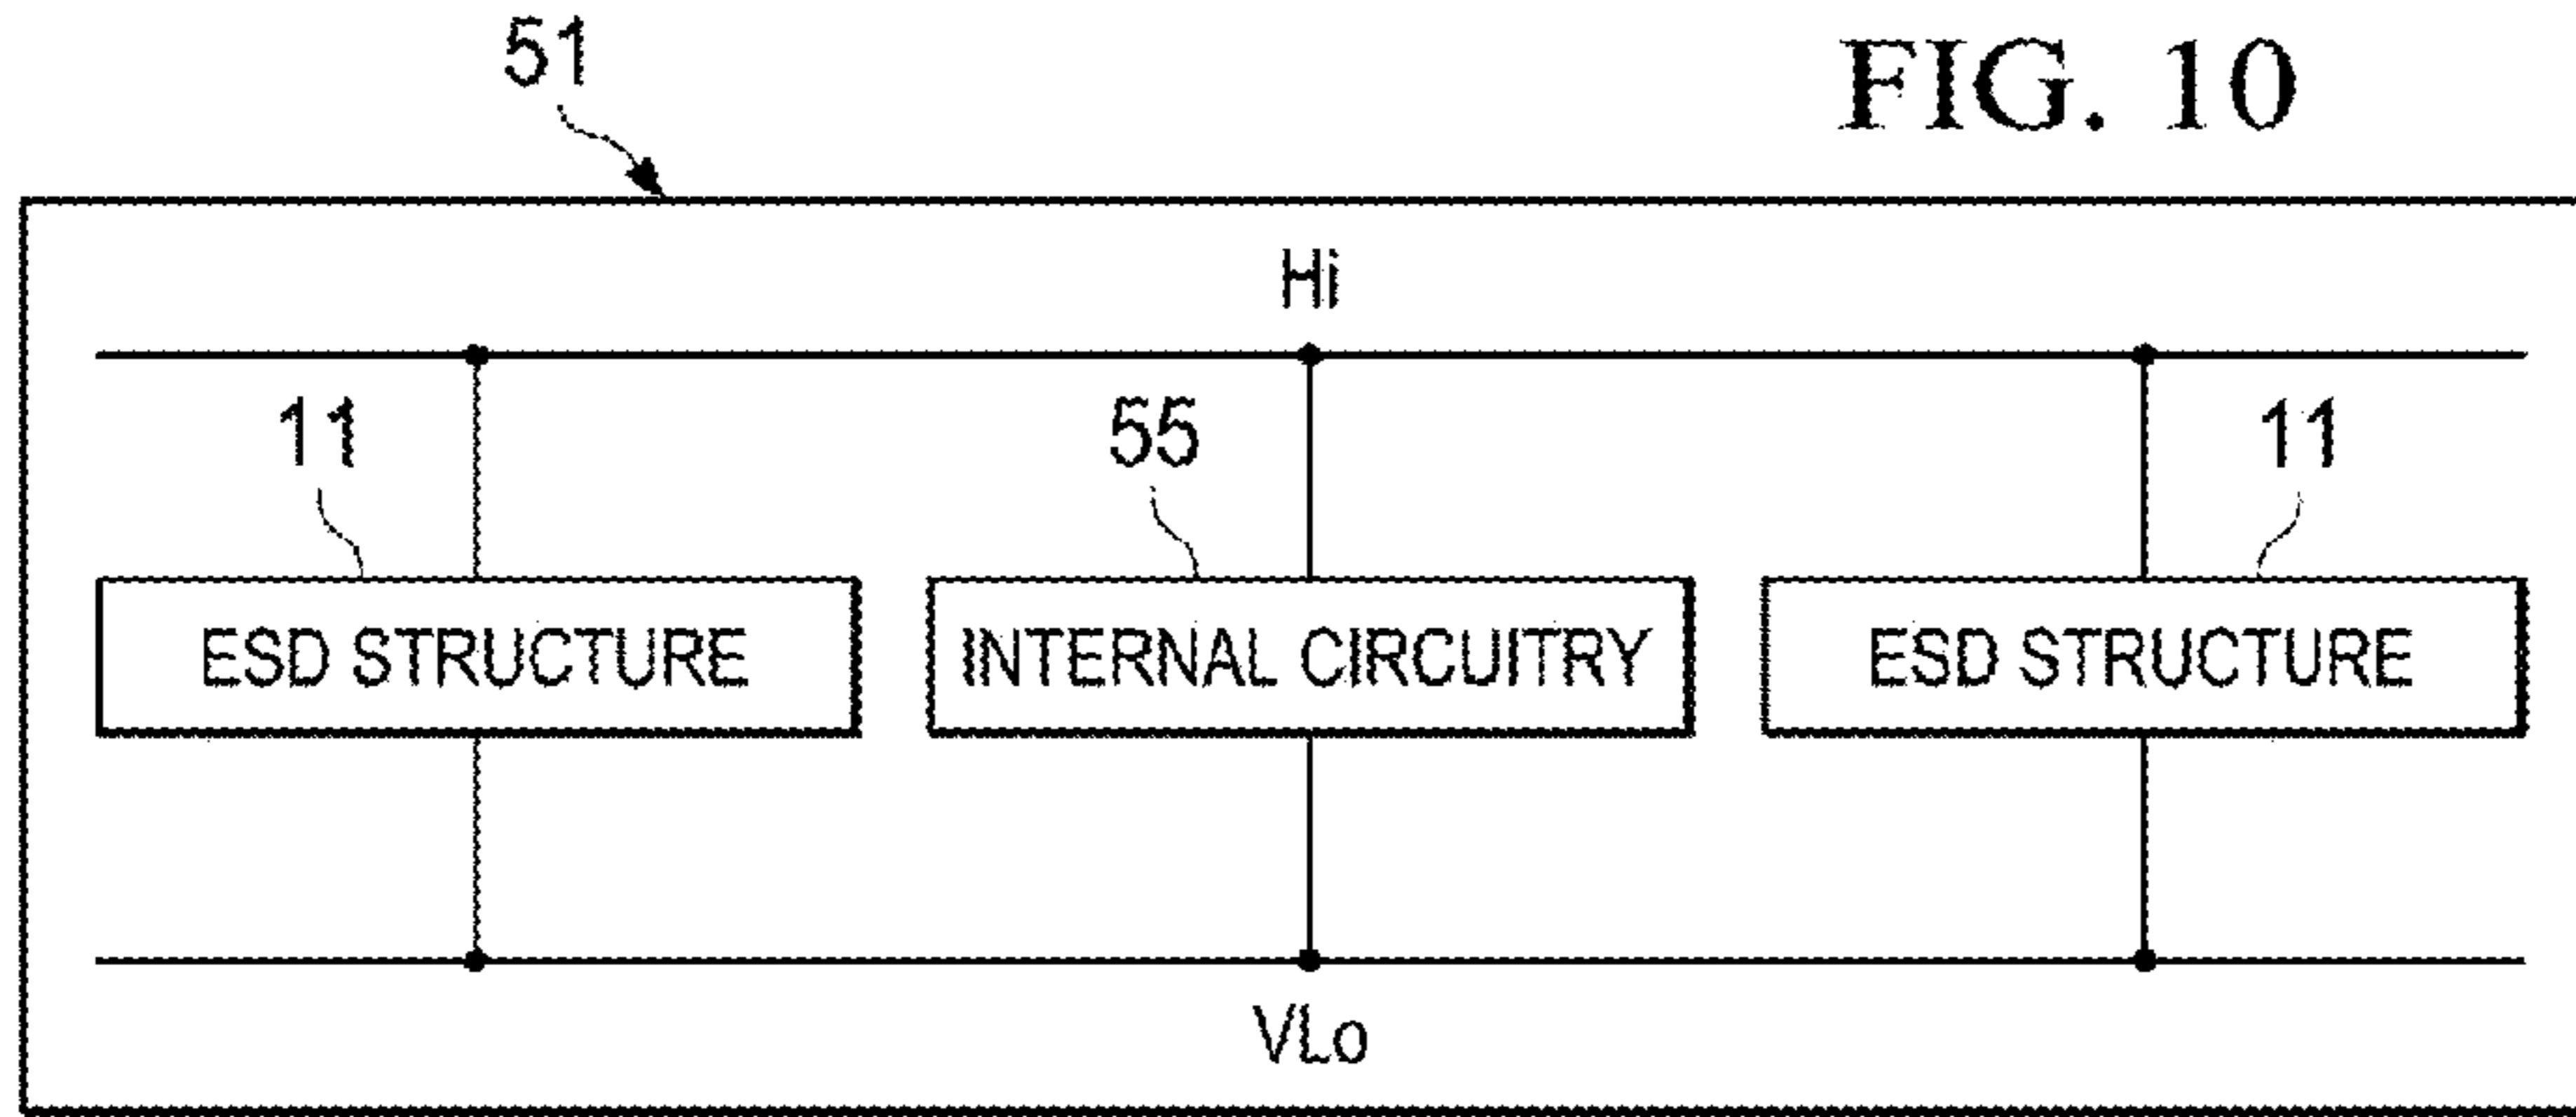 51
FIG. 10
Hi
11
55
11
ESD STRUCTURE
INTERNAL CIRCUITRY
ESD STRUCTURE
VLo